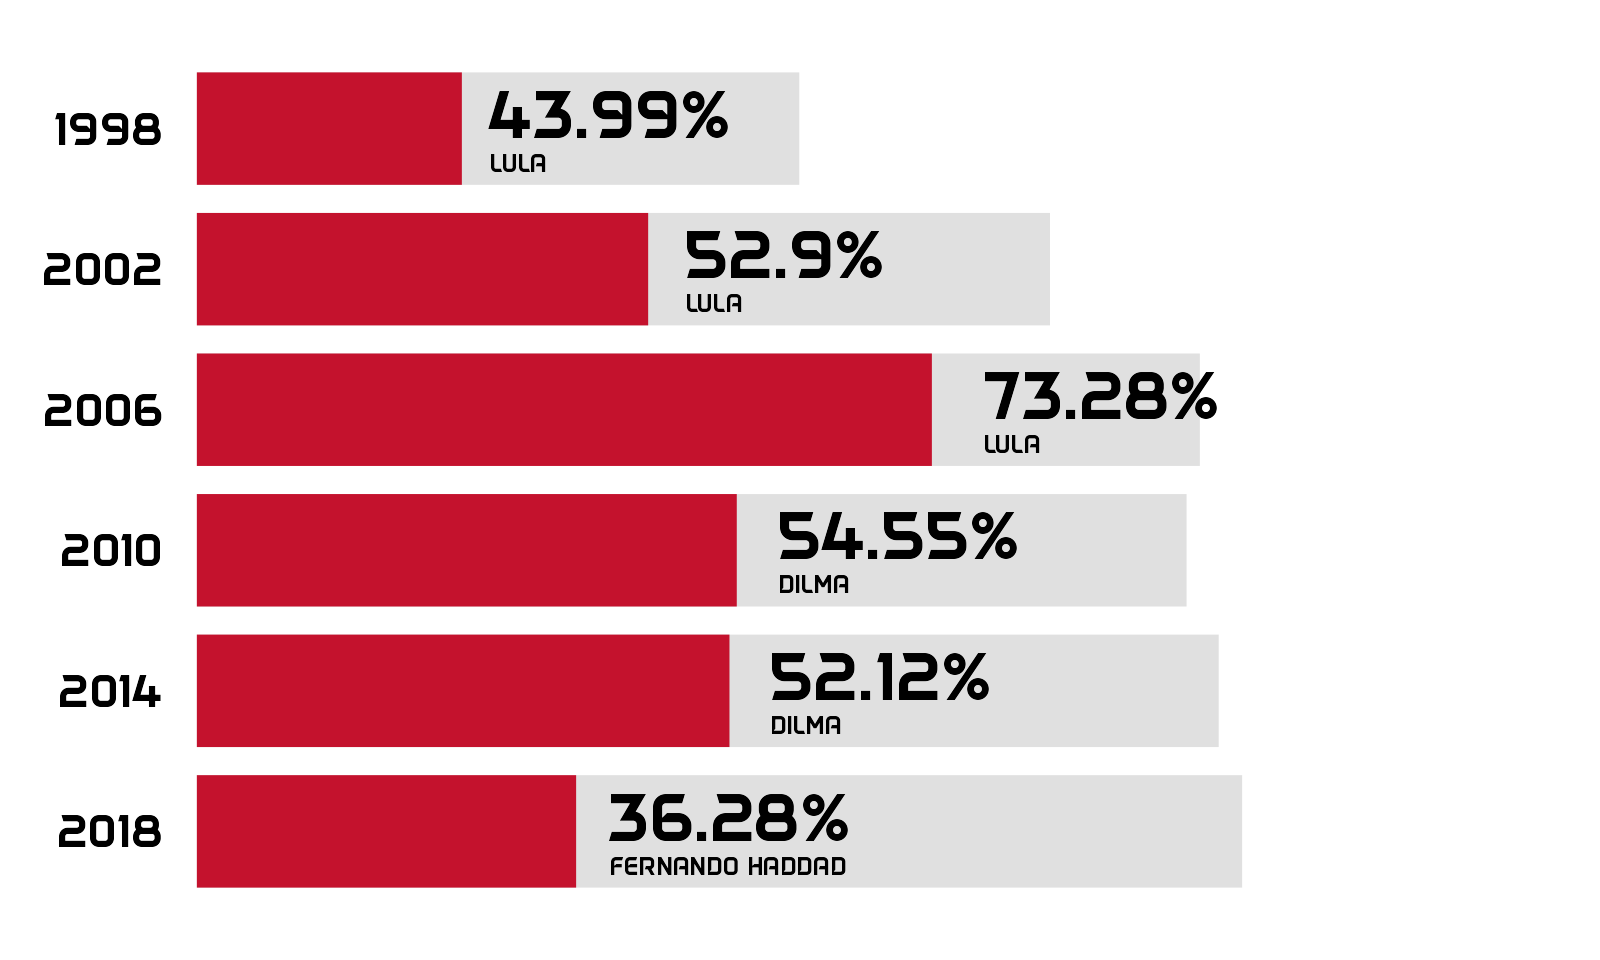 1998
43.99%
LULA
2002
52.9%
LULA
2006
73.28%
LULA
2010
54.55%
DILMA
2014
52.12%
DILMA
2018
36.28%
FERNANDO HADDAD